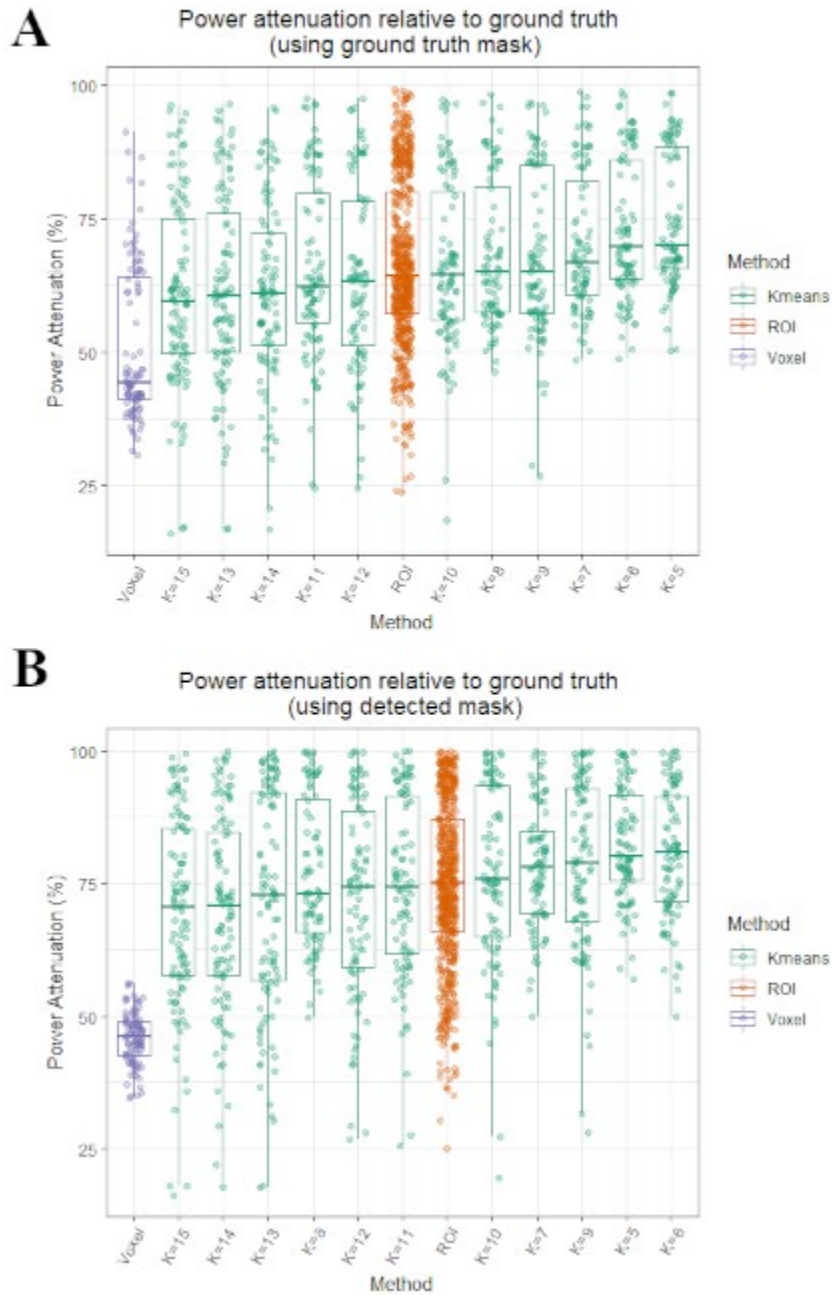 A
Power attenuation relative to ground truth
(using ground truth mask)
Power Attenuation (%)
100
75
50
25
Voxel
K=15
K=13
K=14
K=11
K=12
ROI
K=10
K=8
K=9
K=7
K=6
K=5
Method
Method
Kmeans
ROI
Voxel
B
Power attenuation relative to ground truth
(using detected mask)
Power Attenuation (%)
100
75
50
25
Voxel
K=15
K=14
K=13
K=8
K=12
K=11
ROI
K=10
K=7
K=9
K=5
K=6
Method
Method
Kmeans
ROI
Voxel